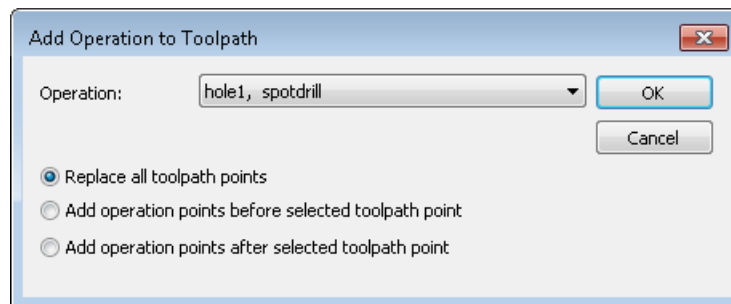 Add Operation to Toolpath
Operation:
hole1, spotdrill
OK
Cancel
Replace all toolpath points
Add operation points before selected toolpath point
Add operation points after selected toolpath point